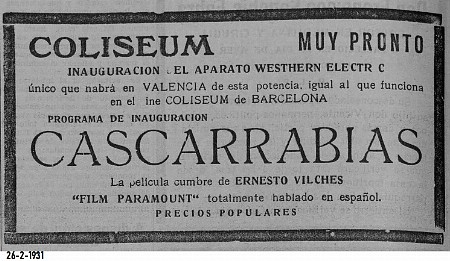 COLISEUM MUY PRONTO
INAUGURACION EL APARATO WESTHERN ELECTR C
único que nabrá en VALENCIA de esta potencia, igual al que funciona
en el ine COLISEUM de BARCELONA
PROGRAMA DE INAUGURACION
CASCARRABIAS
La película cumbre de ERNESTO VILCHES
"FILM PARAMOUNT" totalmente hablado en español.
PRECIOS POPULARES
26-2-1931